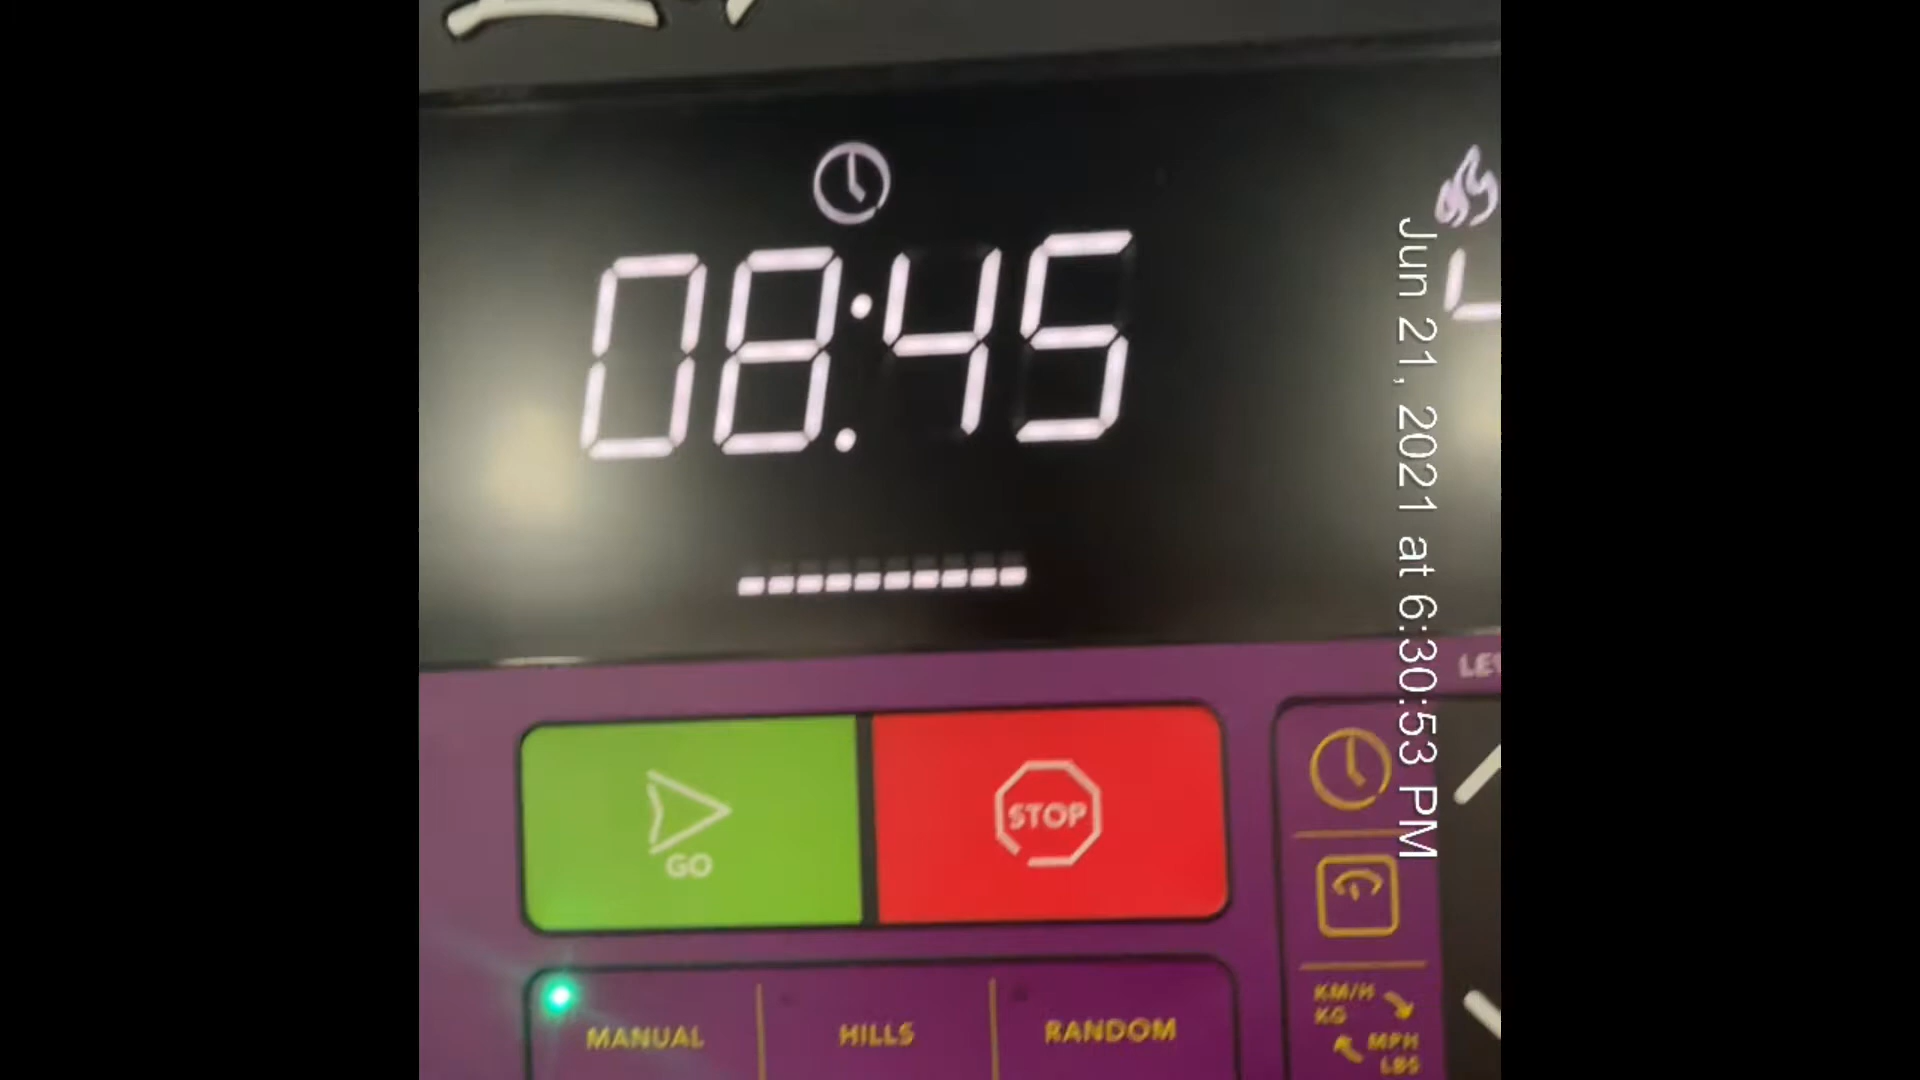 08:45
GO
STOP
MANUAL
HILLS
RANDOM
KM/H
KG
MPH
LBS
Jun 21, 2021 at 6:30:53 PM